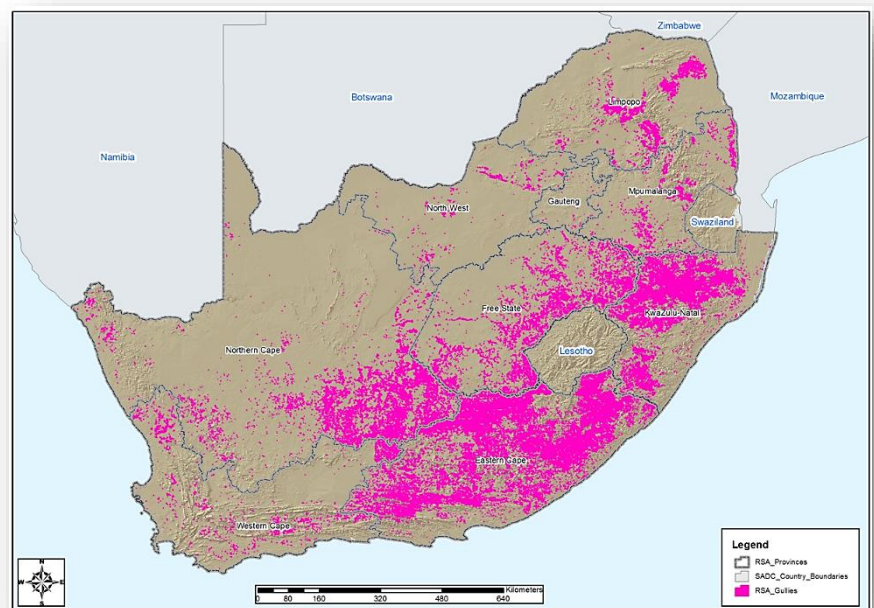 Zimbabwe
Botswana
Mozambique
Limpopo
Namibia
Mpumalanga
Gauteng
North West
Swaziland
Free State
KwaZulu-Natal
Northern Cape
Lesotho
Eastern Cape
Western Cape
Legend
RSA_Provinces
SADC_Country_Boundaries
RSA_Gullies
N
W E
S
Kilometers
0 80 160 320 480 640